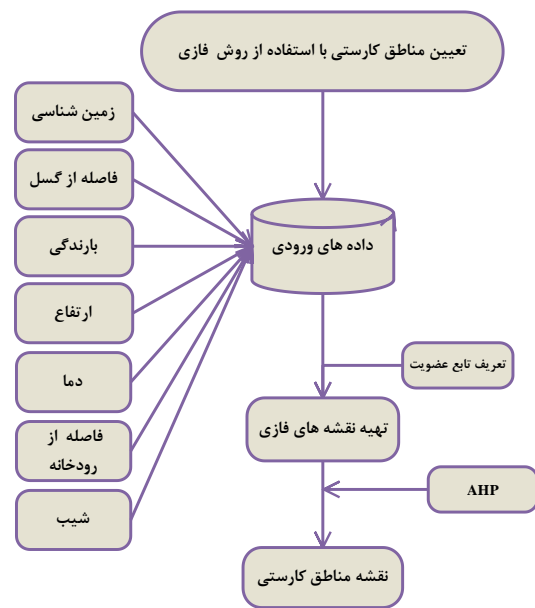 تعیین مناطق کارستی با استفاده از روش فازی
زمین شناسی
فاصله از گسل
بارندگی
ارتفاع
دما
فاصله از
رودخانه
شیب
داده های ورودی
تعریف تابع عضویت
تهیه نقشه های فازی
AHP
نقشه مناطق کارستی